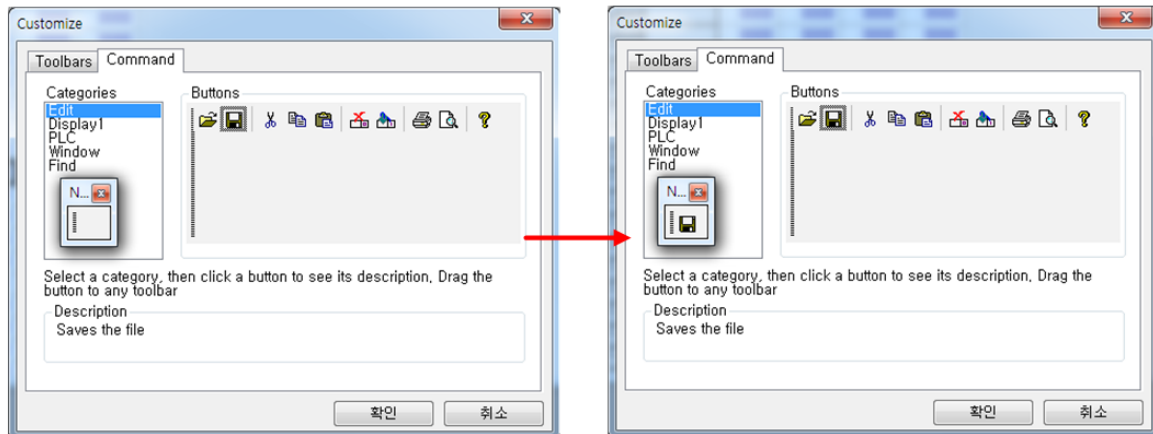 Customize
Toolbars Command
Categories
Edit
Display1
PLC
Window
Find
N...
Buttons
Select a category, then click a button to see its description, Drag the
button to any toolbar
Description
Saves the file
확인 취소
Customize
Toolbars Command
Categories
Edit
Display1
PLC
Window
Find
N...
Buttons
Select a category, then click a button to see its description, Drag the
button to any toolbar
Description
Saves the file
확인 취소